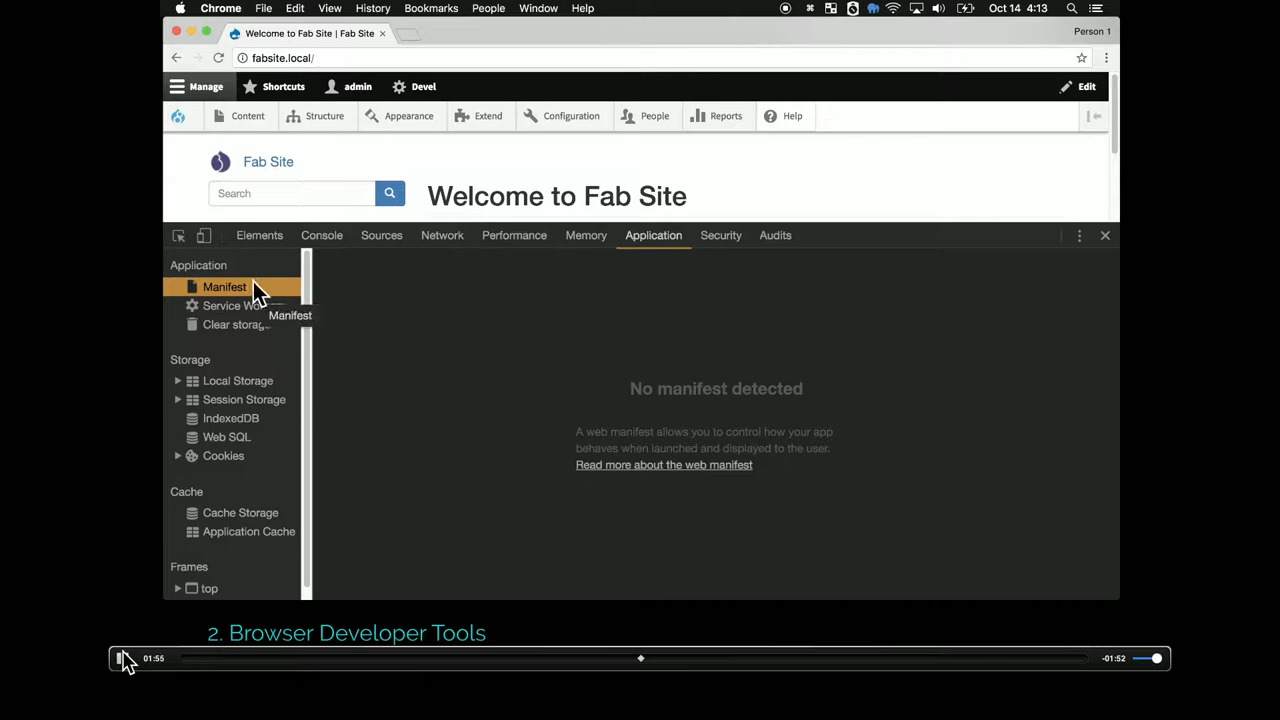 Chrome File Edit View History Bookmarks People Window Help Oct 14 4:13
Welcome to Fab Site | Fab Site Person 1
fabsite.local/
Manage Shortcuts admin Devel Edit
Content Structure Appearance Extend Configuration People Reports Help
Fab Site
Search
Welcome to Fab Site
Elements Console Sources Network Performance Memory Application Security Audits
Application
Manifest
Service Wo
Manifest
Clear storage
Storage
Local Storage
Session Storage
IndexedDB
Web SQL
Cookies
Cache
Cache Storage
Application Cache
Frames
top
No manifest detected
A web manifest allows you to control how your app
behaves when launched and displayed to the user.
Read more about the web manifest
2. Browser Developer Tools
01:55 -01:52